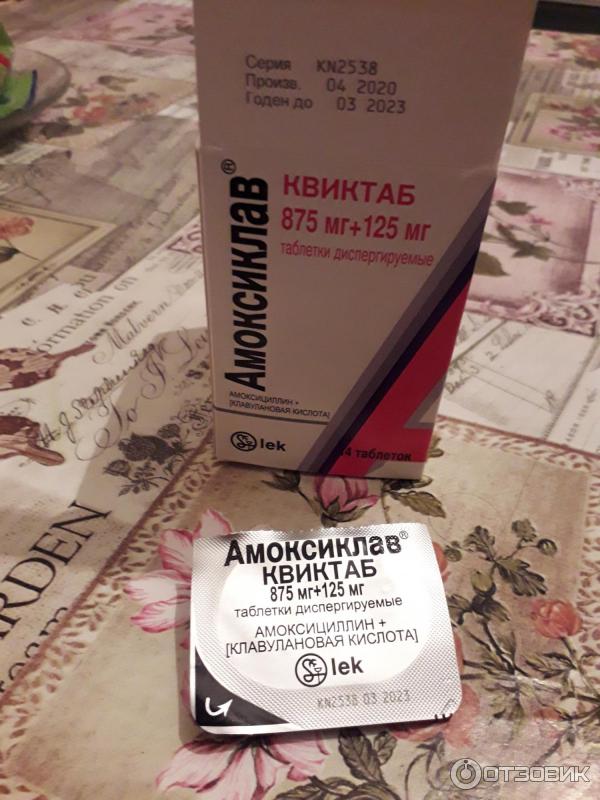 Серия KN2538
Произв. 04 2020
Годен до 03 2023
Амоксиклав®
КВИКТАБ
875 мг+125 мг
таблетки диспергируемые
АМОКСИЦИЛЛИН +
[КЛАВУЛАНОВАЯ КИСЛОТА]
lek
14 таблеток
Амоксиклав®
КВИКТАБ
875 мг+125 мг
таблетки диспергируемые
АМОКСИЦИЛЛИН +
[КЛАВУЛАНОВАЯ КИСЛОТА]
lek
KN2538 03 2023
ARDEN
ОТЗОВИК